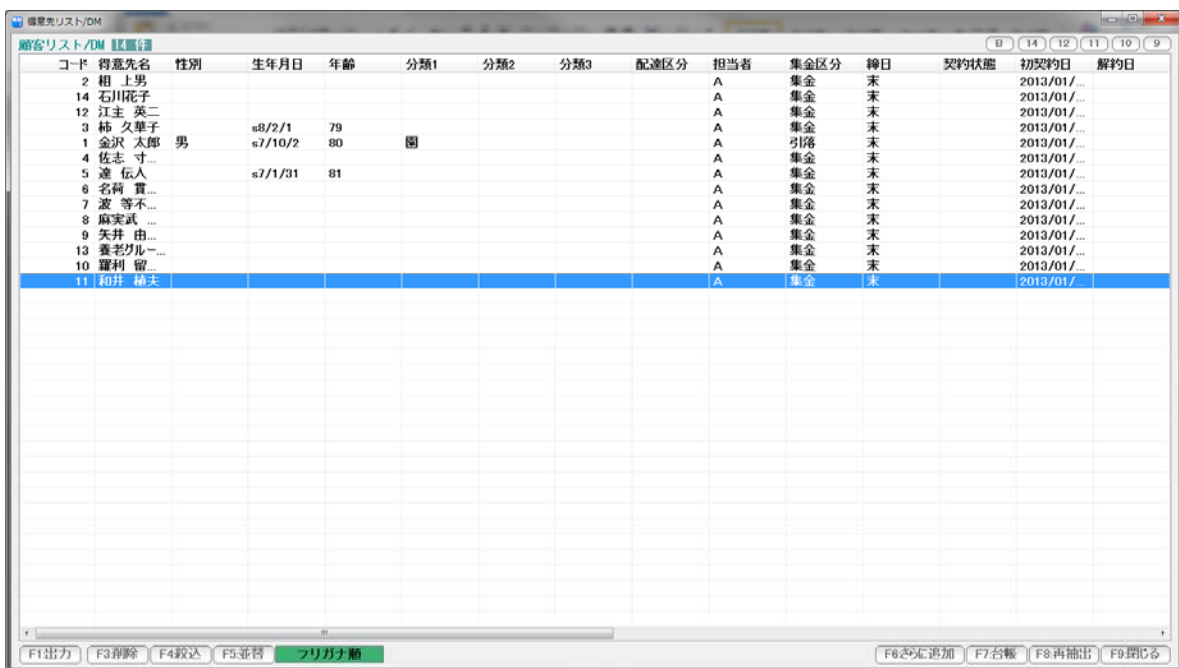 得意先リスト/DM
顧客リスト/DM 14 件 B 14 12 11 10 9
コード 得意先名 性別 生年月日 年齢 分類1 分類2 分類3 配達区分 担当者 集金区分 締日 契約状態 初契約日 解約日
2 相 上男 A 集金 末 2013/01/...
14 石川花子 A 集金 末 2013/01/...
12 江主 英二 A 集金 末 2013/01/...
3 柿 久華子 s8/2/1 79 A 集金 末 2013/01/...
1 金沢 太郎 男 s7/10/2 80 園 A 引落 末 2013/01/...
4 佐志 寸... A 集金 末 2013/01/...
5 達 伝人 s7/1/31 81 A 集金 末 2013/01/...
6 名荷 貫... A 集金 末 2013/01/...
7 波 等不... A 集金 末 2013/01/...
8 麻実武 ... A 集金 末 2013/01/...
9 矢井 由... A 集金 末 2013/01/...
13 養老グルー... A 集金 末 2013/01/...
10 羅利 留... A 集金 末 2013/01/...
11 和井 植夫 A 集金 末 2013/01/...
F1:出力 F3:削除 F4:絞込 F5:並替 フリガナ順 F6:さらに追加 F7:台帳 F8:再抽出 F9:閉じる